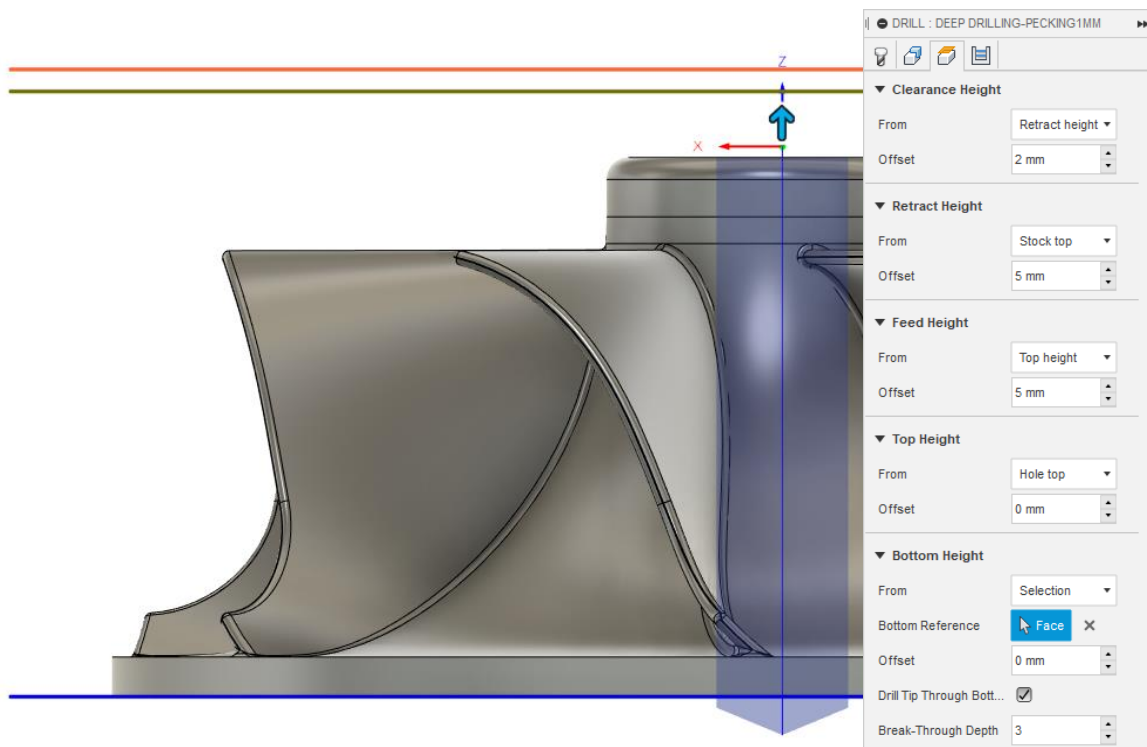 DRILL : DEEP DRILLING-PECKING1MM
Z
X
Clearance Height
From Retract height
Offset 2 mm
Retract Height
From Stock top
Offset 5 mm
Feed Height
From Top height
Offset 5 mm
Top Height
From Hole top
Offset 0 mm
Bottom Height
From Selection
Bottom Reference Face
Offset 0 mm
Drill Tip Through Bott...
Break-Through Depth 3